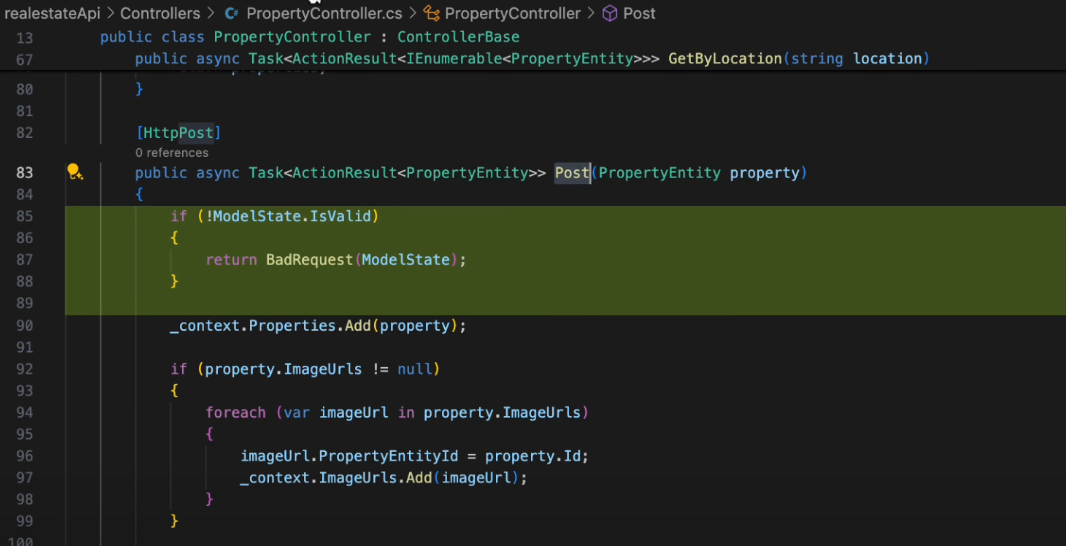 realestateApi > Controllers > C# PropertyController.cs > PropertyController > Post
13 public class PropertyController : ControllerBase
67 public async Task<ActionResult<IEnumerable<PropertyEntity>>> GetByLocation(string location)
80 }
81
82 [HttpPost]
0 references
83 public async Task<ActionResult<PropertyEntity>> Post(PropertyEntity property)
84 {
85 if (!ModelState.IsValid)
86 {
87 return BadRequest(ModelState);
88 }
89
90 _context.Properties.Add(property);
91
92 if (property.ImageUrls != null)
93 {
94 foreach (var imageUrl in property.ImageUrls)
95 {
96 imageUrl.PropertyEntityId = property.Id;
97 _context.ImageUrls.Add(imageUrl);
98 }
99 }
100